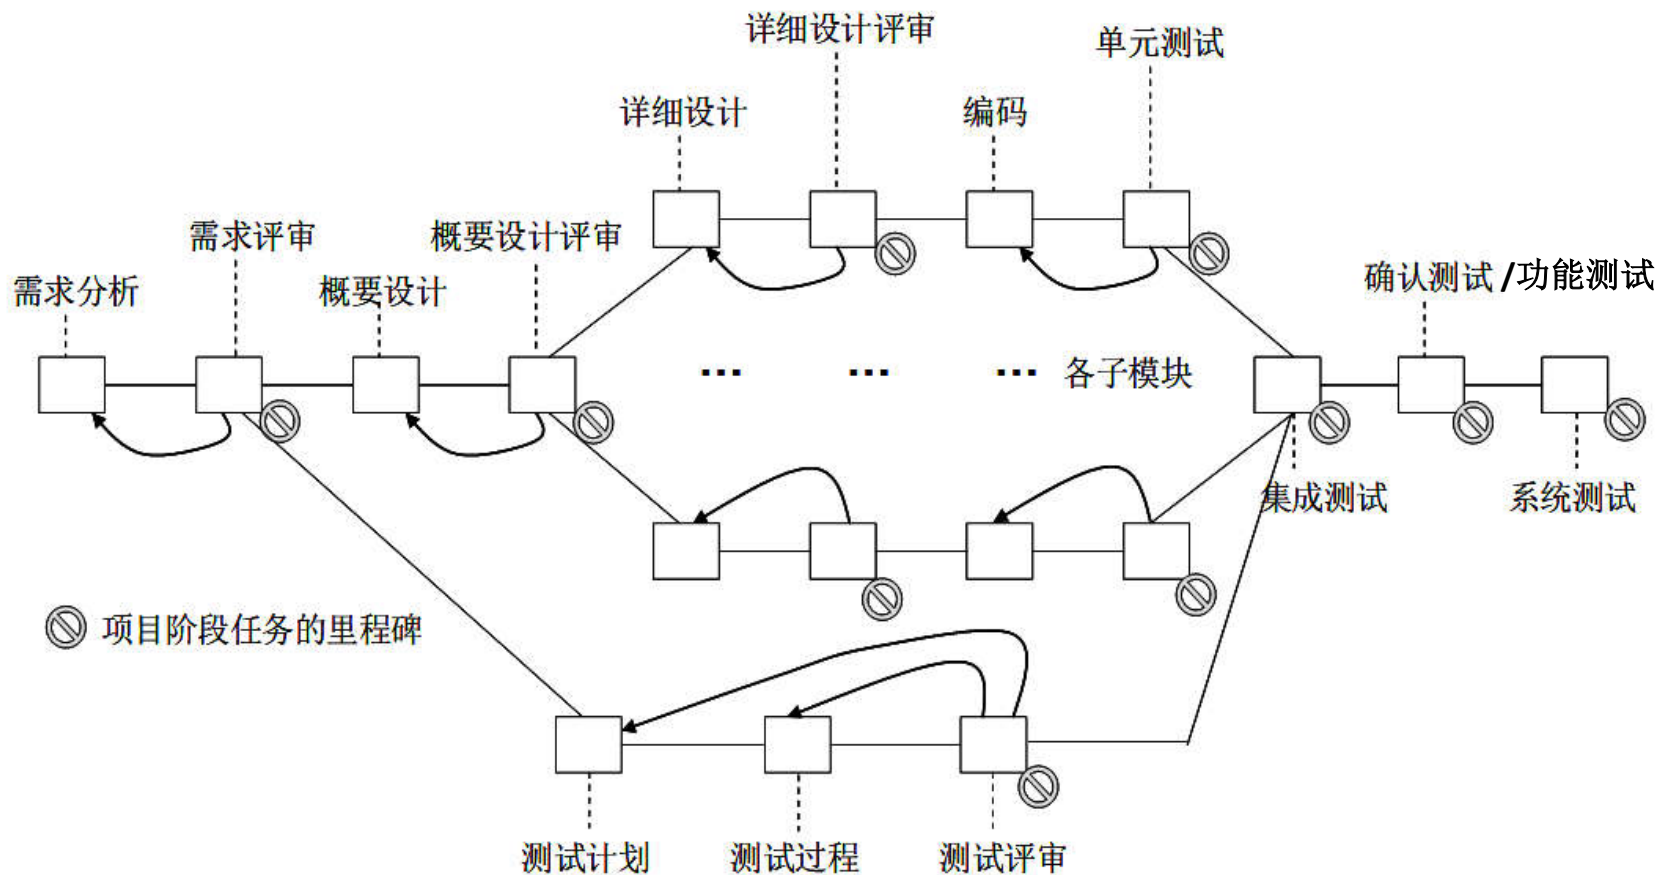 详细设计评审
单元测试
详细设计
编码
需求评审
概要设计评审
需求分析
概要设计
确认测试 /功能测试
... ... ... 各子模块
集成测试
系统测试
项目阶段任务的里程碑
测试计划
测试过程
测试评审